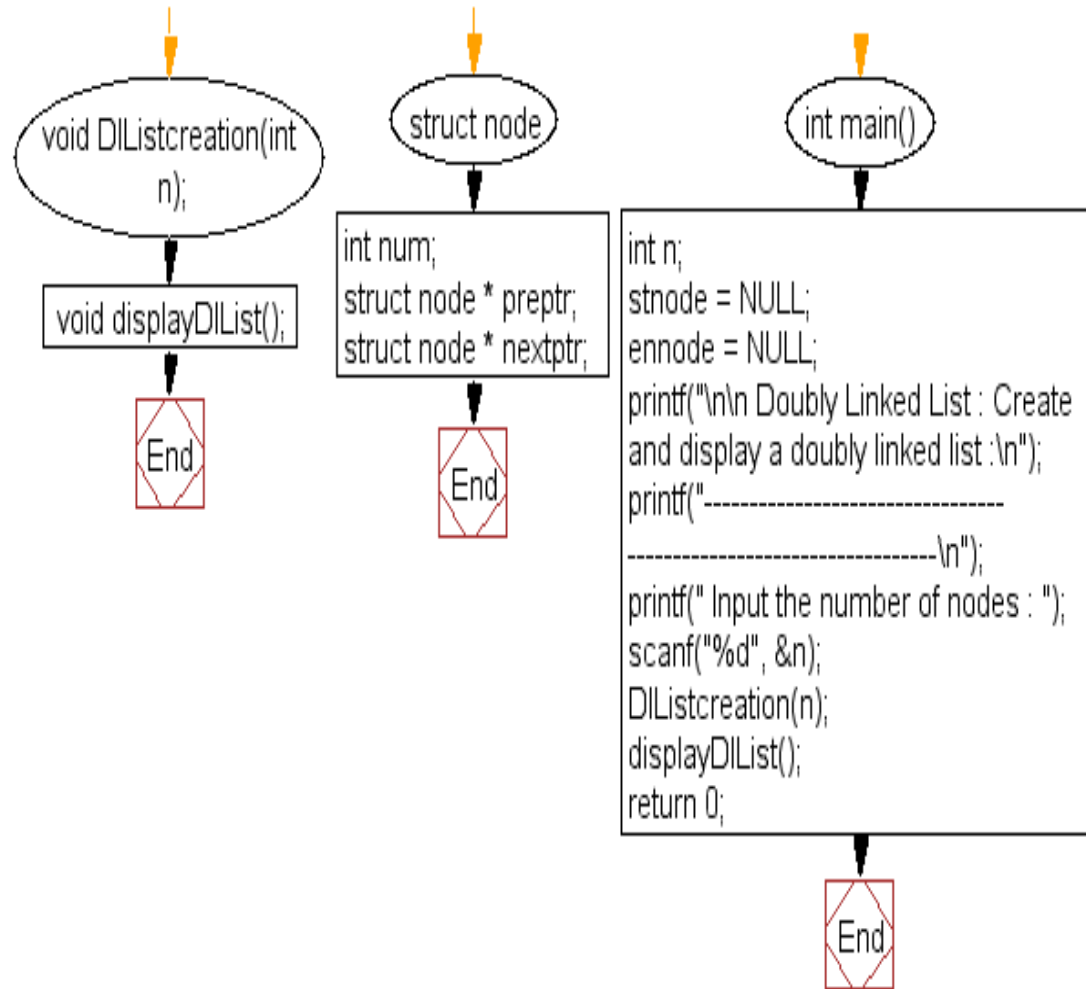 void DlListcreation(int
n);
void displayDlList();
End
struct node
int num;
struct node * preptr;
struct node * nextptr;
End
int main()
int n;
stnode = NULL;
ennode = NULL;
printf("\n\n Doubly Linked List : Create
and display a doubly linked list :\n");
printf("---------------------------------
----------------------------------\n");
printf(" Input the number of nodes : ");
scanf("%d", &n);
DlListcreation(n);
displayDlList();
return 0;
End